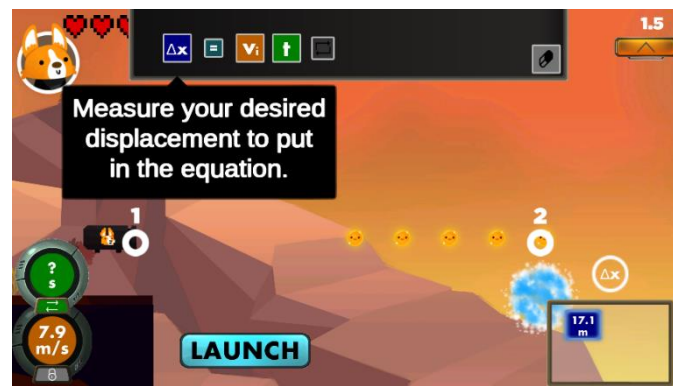 1.5
Δx = Vi t
Measure your desired
displacement to put
in the equation.
1
2
Δx
?
s
7.9
m/s
17.1
m
LAUNCH